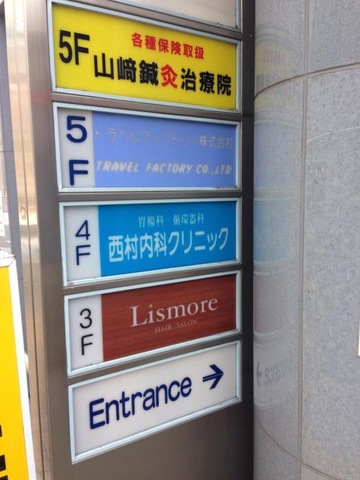 各種保険取扱
5F 山﨑鍼灸治療院
5F
トラベルファクトリー株式会社
TRAVEL FACTORY CO.,LTD
4F
胃腸科・循環器科
西村内科クリニック
3F
Lismore
HAIR SALON
Entrance →